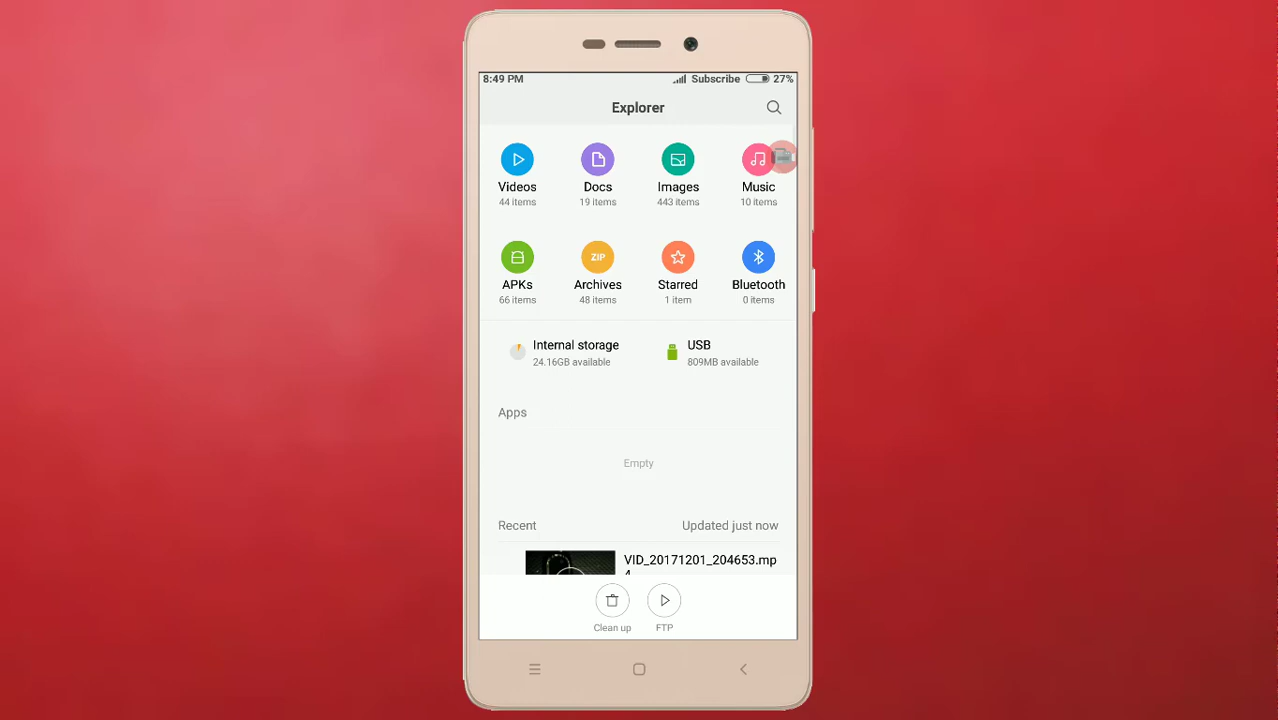 8:49 PM Subscribe 27%
Explorer
Videos Docs Images Music
44 items 19 items 443 items 10 items
ZIP
APKs Archives Starred Bluetooth
66 items 48 items 1 item 0 items
Internal storage USB
24.16GB available 809MB available
Apps
Empty
Recent Updated just now
VID_20171201_204653.mp
4
Clean up FTP